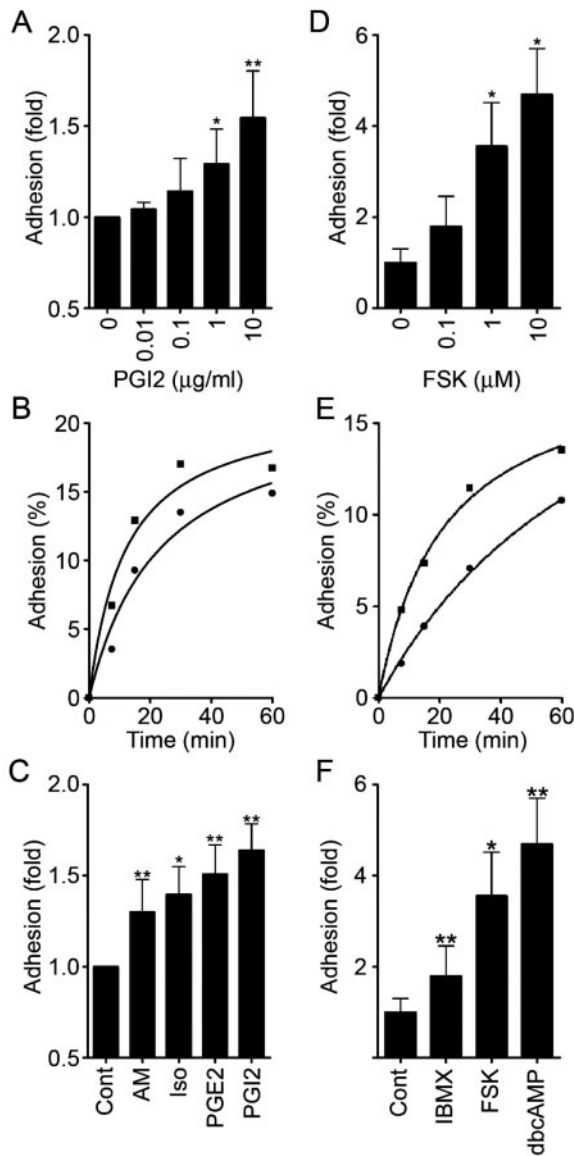 A
2.0
1.5
1.0
0.5
Adhesion (fold)
* **
0 0.01 0.1 1 10
PGI2 (μg/ml)
D
6
4
2
0
Adhesion (fold)
* *
0 0.1 1 10
FSK (μM)
B
20
15
10
5
0
Adhesion (%)
0 20 40 60
Time (min)
E
15
10
5
0
Adhesion (%)
0 20 40 60
Time (min)
C
2.0
1.5
1.0
0.5
Adhesion (fold)
** * ** **
Cont AM Iso PGE2 PGI2
F
6
4
2
Adhesion (fold)
** * **
Cont IBMX FSK dbcAMP